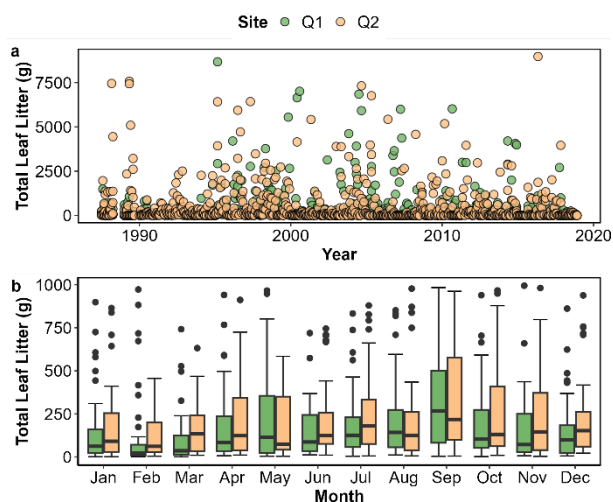 Site Q1 Q2
a
Total Leaf Litter (g)
7500
5000
2500
0
1990 2000 2010 2020
Year
b
Total Leaf Litter (g)
1000
750
500
250
0
Jan Feb Mar Apr May Jun Jul Aug Sep Oct Nov Dec
Month